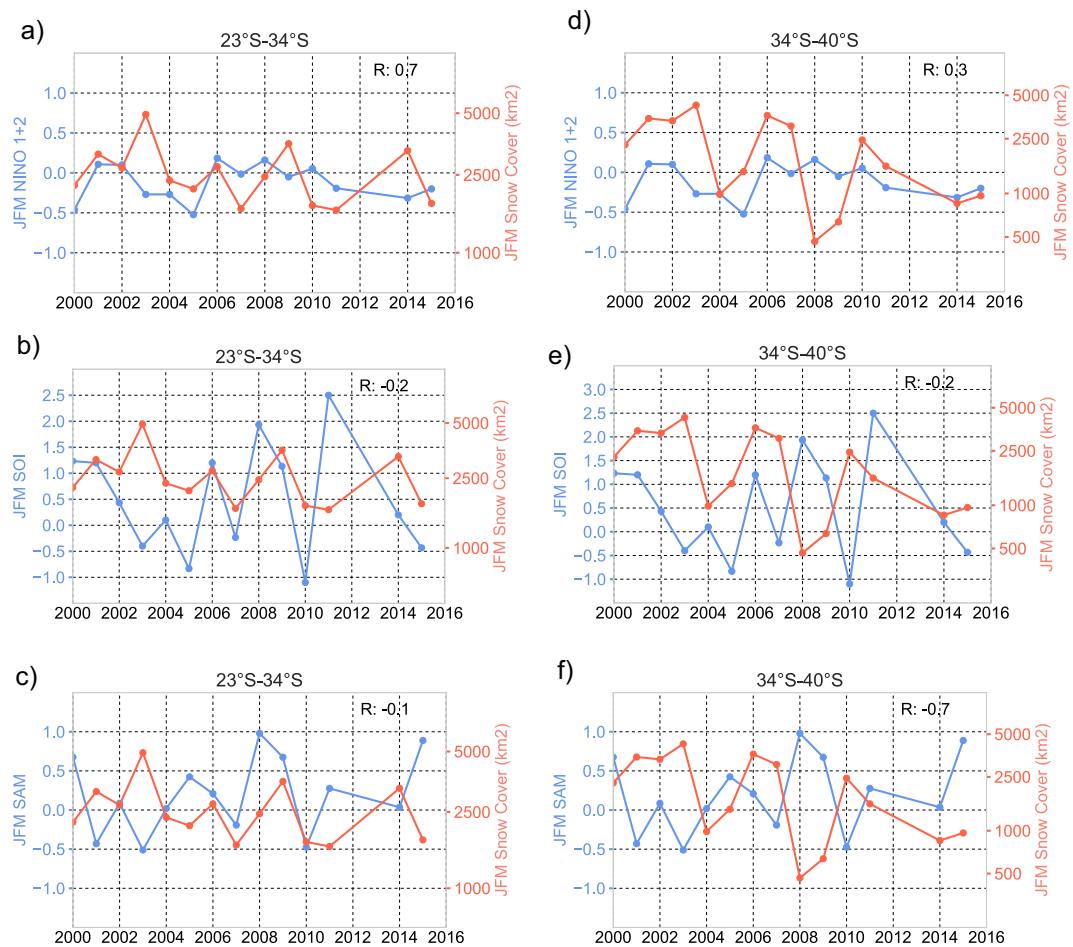 a)
23°S-34°S
R: 0.7
JFM NINO 1+2
1.0
0.5
0.0
−0.5
−1.0
5000
2500
1000
JFM Snow Cover (km2)
2000 2002 2004 2006 2008 2010 2012 2014 2016
d)
34°S-40°S
R: 0.3
JFM NINO 1+2
1.0
0.5
0.0
−0.5
−1.0
5000
2500
1000
500
JFM Snow Cover (km2)
2000 2002 2004 2006 2008 2010 2012 2014 2016
b)
23°S-34°S
R: -0.2
JFM SOI
2.5
2.0
1.5
1.0
0.5
0.0
−0.5
−1.0
5000
2500
1000
JFM Snow Cover (km2)
2000 2002 2004 2006 2008 2010 2012 2014 2016
e)
34°S-40°S
R: -0.2
JFM SOI
3.0
2.5
2.0
1.5
1.0
0.5
0.0
−0.5
−1.0
5000
2500
1000
500
JFM Snow Cover (km2)
2000 2002 2004 2006 2008 2010 2012 2014 2016
c)
23°S-34°S
R: -0.1
JFM SAM
1.0
0.5
0.0
−0.5
−1.0
5000
2500
1000
JFM Snow Cover (km2)
2000 2002 2004 2006 2008 2010 2012 2014 2016
f)
34°S-40°S
R: -0.7
JFM SAM
1.0
0.5
0.0
−0.5
−1.0
5000
2500
1000
500
JFM Snow Cover (km2)
2000 2002 2004 2006 2008 2010 2012 2014 2016